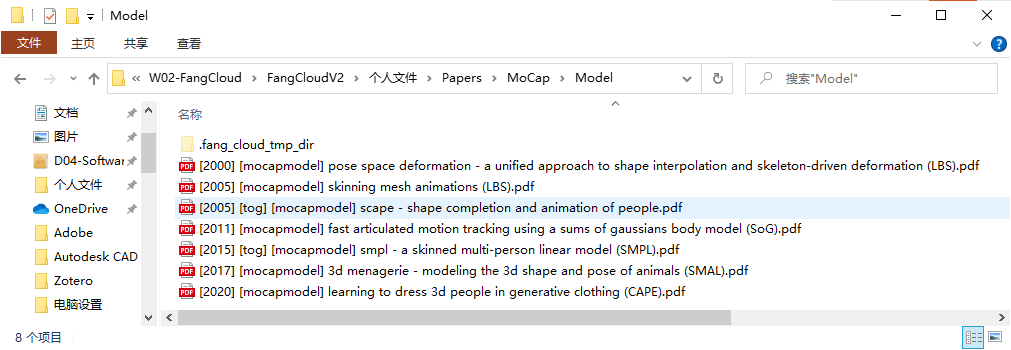 Model
文件 主页 共享 查看
« W02-FangCloud > FangCloudV2 > 个人文件 > Papers > MoCap > Model 搜索"Model"
文档
图片
D04-Softwar
个人文件
OneDrive
Adobe
Autodesk CAD
Zotero
电脑设置
名称
.fang_cloud_tmp_dir
[2000] [mocapmodel] pose space deformation - a unified approach to shape interpolation and skeleton-driven deformation (LBS).pdf
[2005] [mocapmodel] skinning mesh animations (LBS).pdf
[2005] [tog] [mocapmodel] scape - shape completion and animation of people.pdf
[2011] [mocapmodel] fast articulated motion tracking using a sums of gaussians body model (SoG).pdf
[2015] [tog] [mocapmodel] smpl - a skinned multi-person linear model (SMPL).pdf
[2017] [mocapmodel] 3d menagerie - modeling the 3d shape and pose of animals (SMAL).pdf
[2020] [mocapmodel] learning to dress 3d people in generative clothing (CAPE).pdf
8 个项目